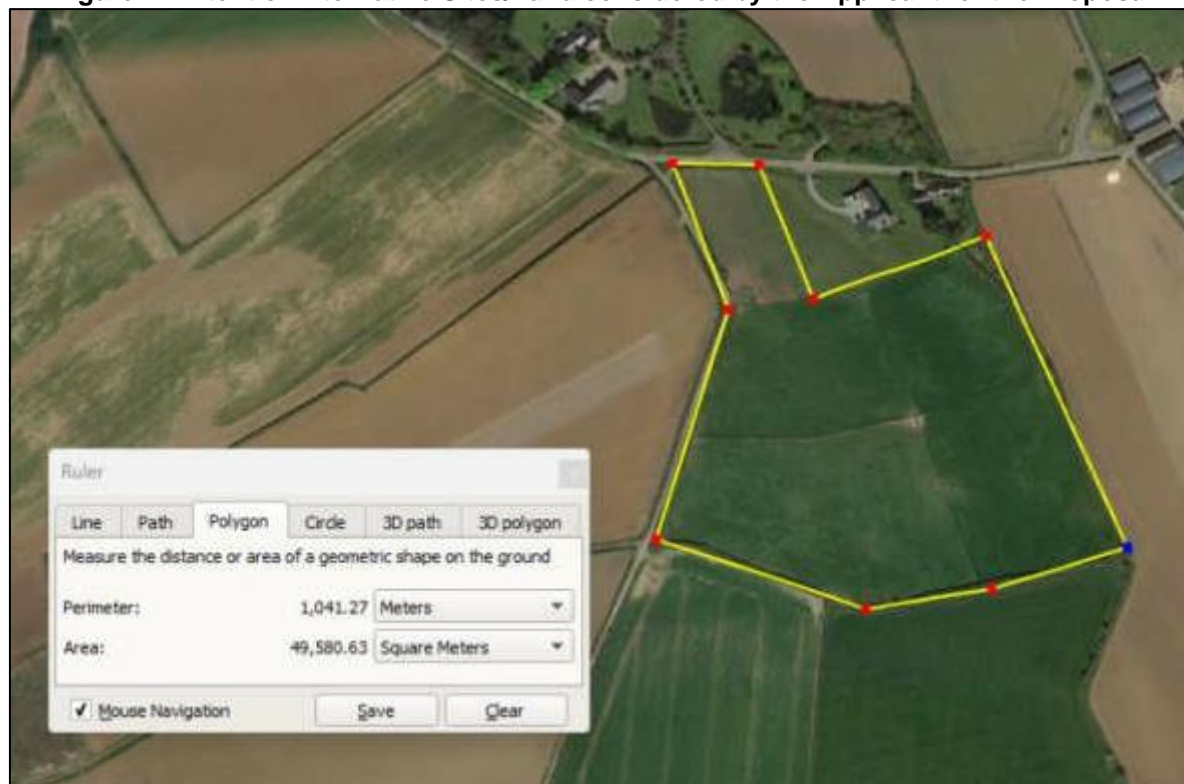 Ruler
Line Path Polygon Circle 3D path 3D polygon
Measure the distance or area of a geometric shape on the ground
Perimeter: 1,041.27 Meters
Area: 49,580.63 Square Meters
Mouse Navigation Save Clear